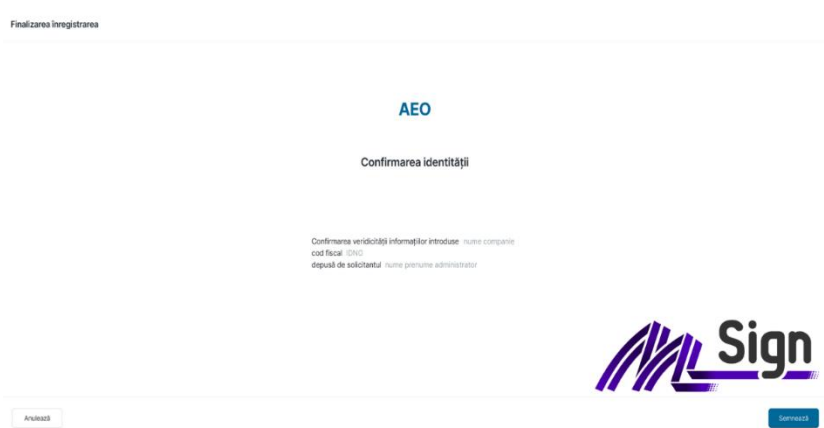 Finalizarea înregistrarea
AEO
Confirmarea identității
Confirmarea veridicității informațiilor introduse nume companie
cod fiscal IDNO
depusă de solicitantul nume prenume administrator
M Sign
Anulează
Semnează